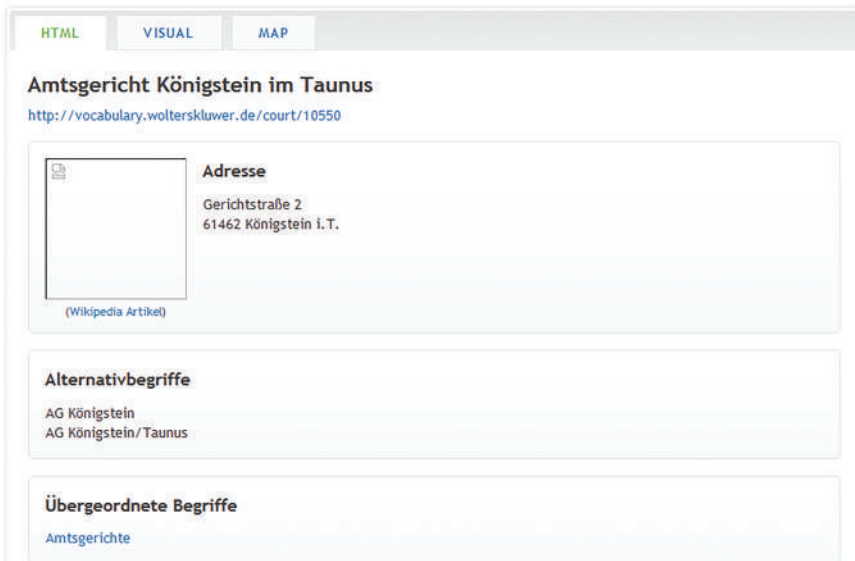 HTML VISUAL MAP
Amtsgericht Königstein im Taunus
http://vocabulary.wolterskluwer.de/court/10550
Adresse
Gerichtstraße 2
61462 Königstein i.T.
(Wikipedia Artikel)
Alternativbegriffe
AG Königstein
AG Königstein/Taunus
Übergeordnete Begriffe
Amtsgerichte